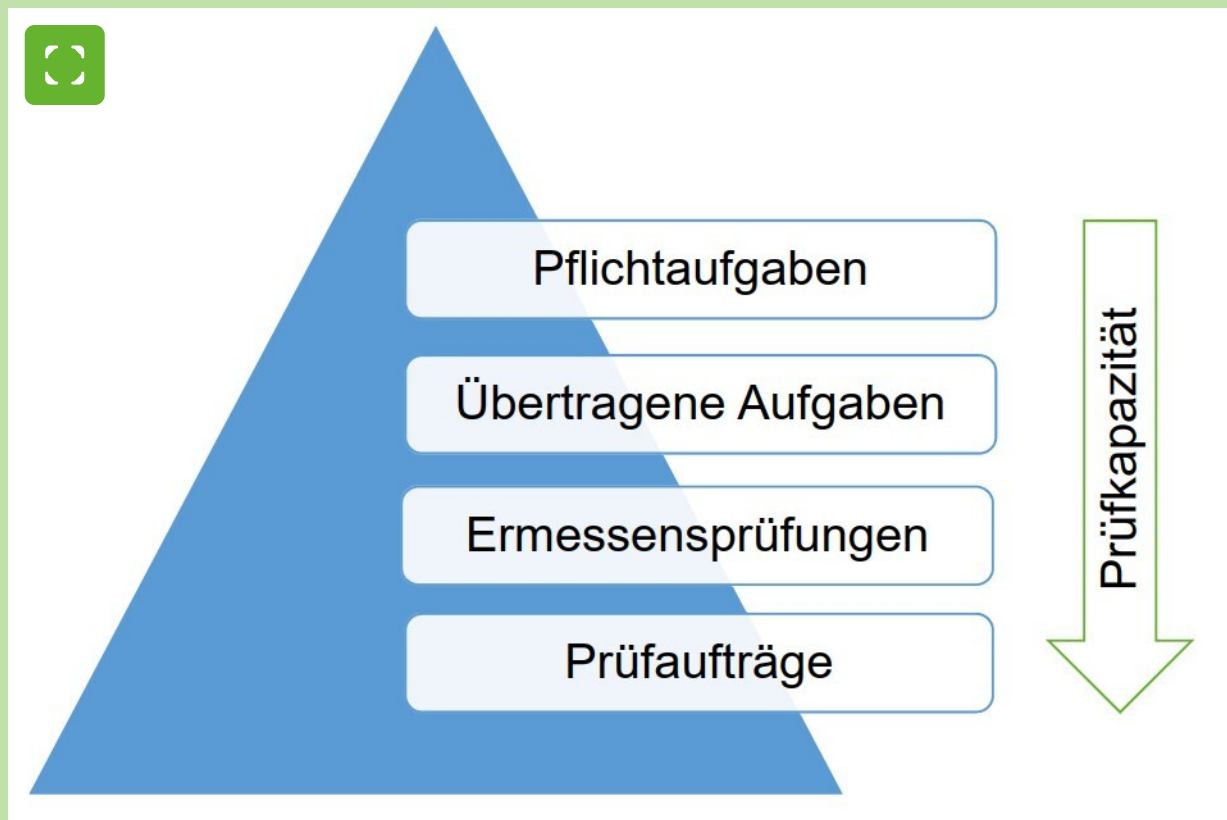 Pflichtaufgaben
Übertragene Aufgaben
Ermessensprüfungen
Prüfaufträge
Prüfkapazität